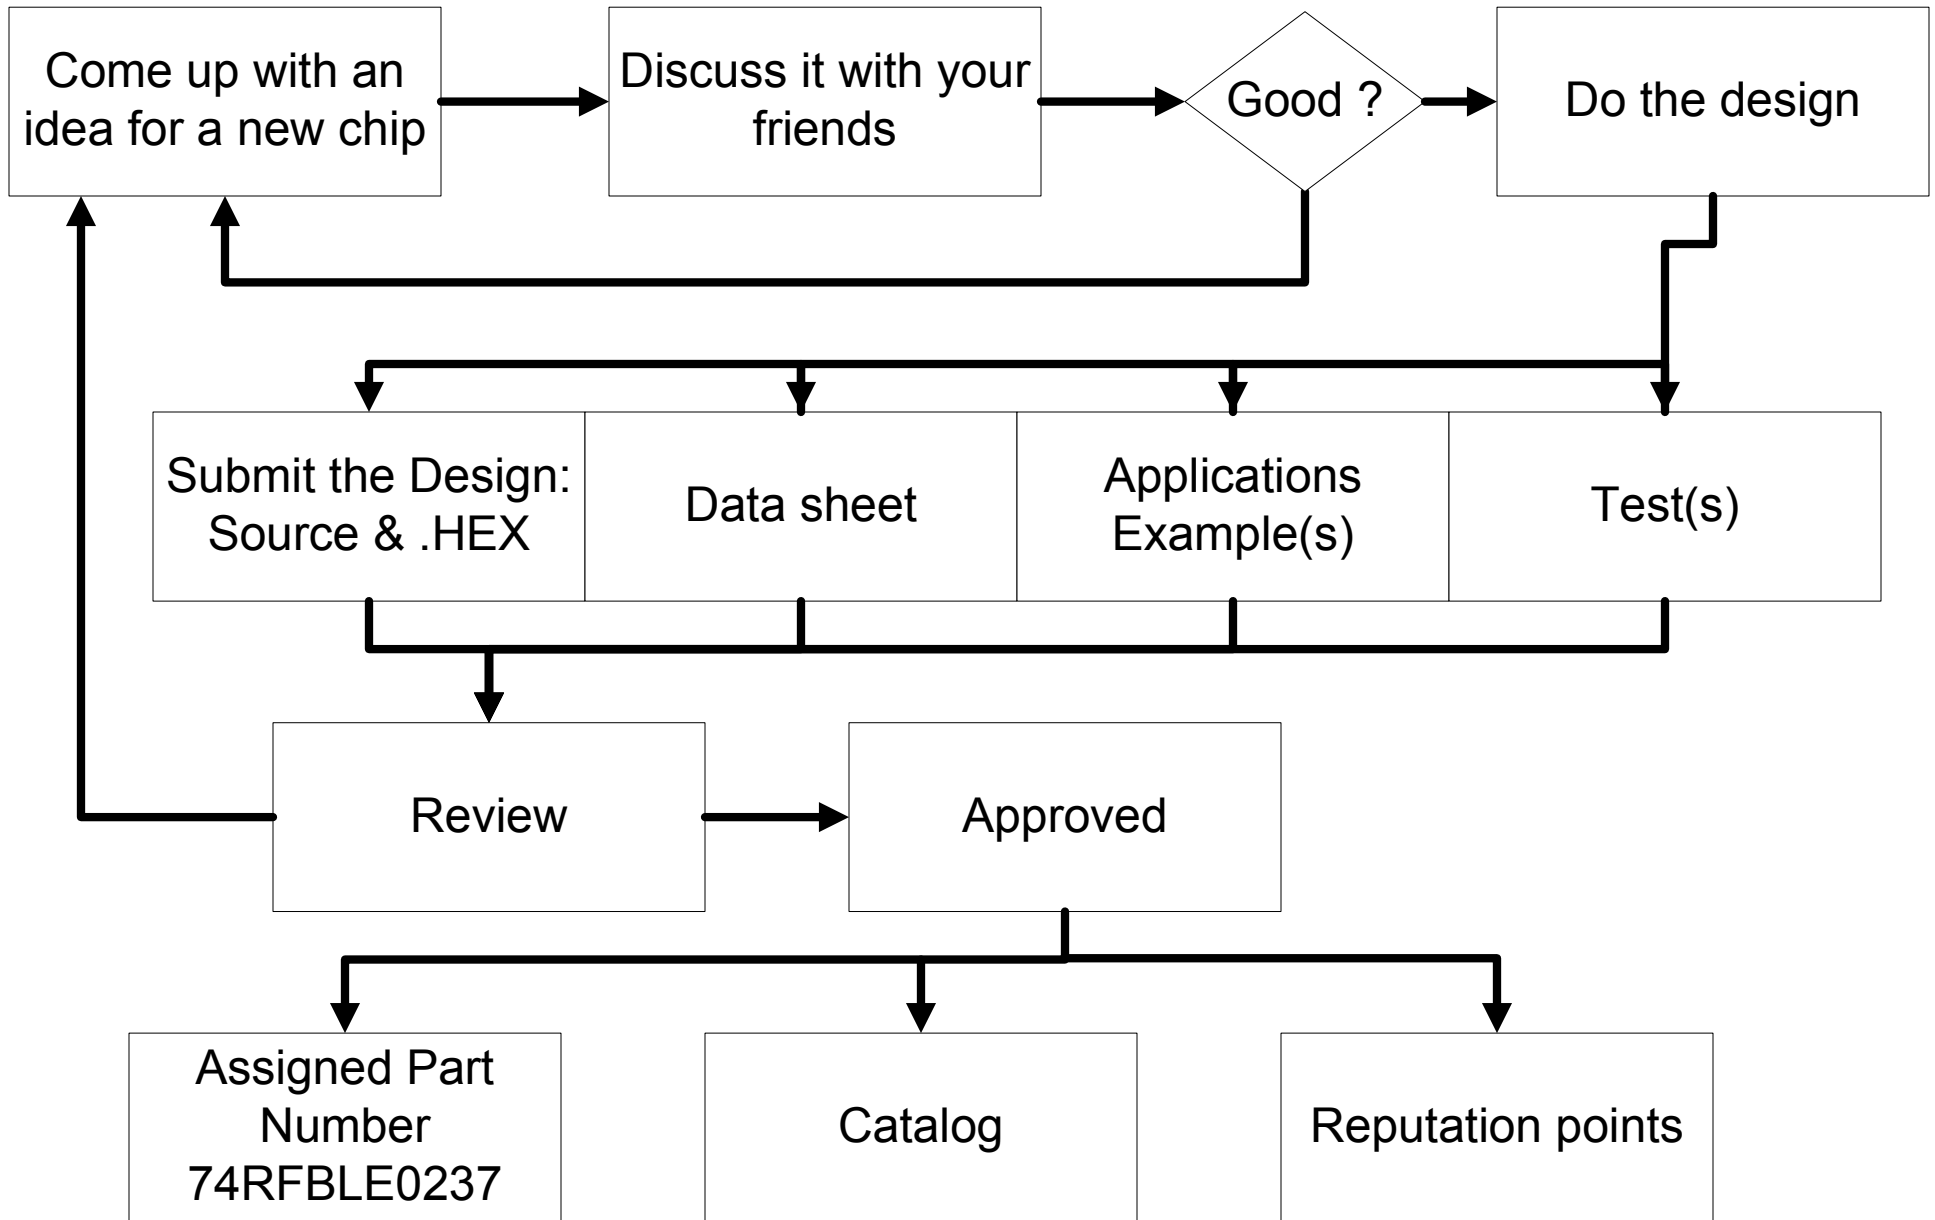 Come up with an
idea for a new chip
Discuss it with your
friends
Good ?
Do the design
Submit the Design:
Source & .HEX
Data sheet
Applications
Example(s)
Test(s)
Review
Approved
Assigned Part
Number
74RFBLE0237
Catalog
Reputation points